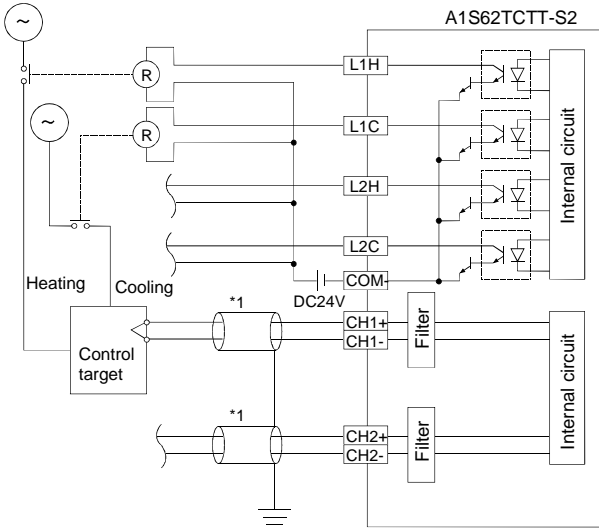 A1S62TCTT-S2
~
R
L1H
~
R
L1C
L2H
L2C
Internal circuit
Heating
Cooling
DC24V
COM-
*1
CH1+
CH1-
Filter
Control
target
Internal circuit
*1
CH2+
CH2-
Filter